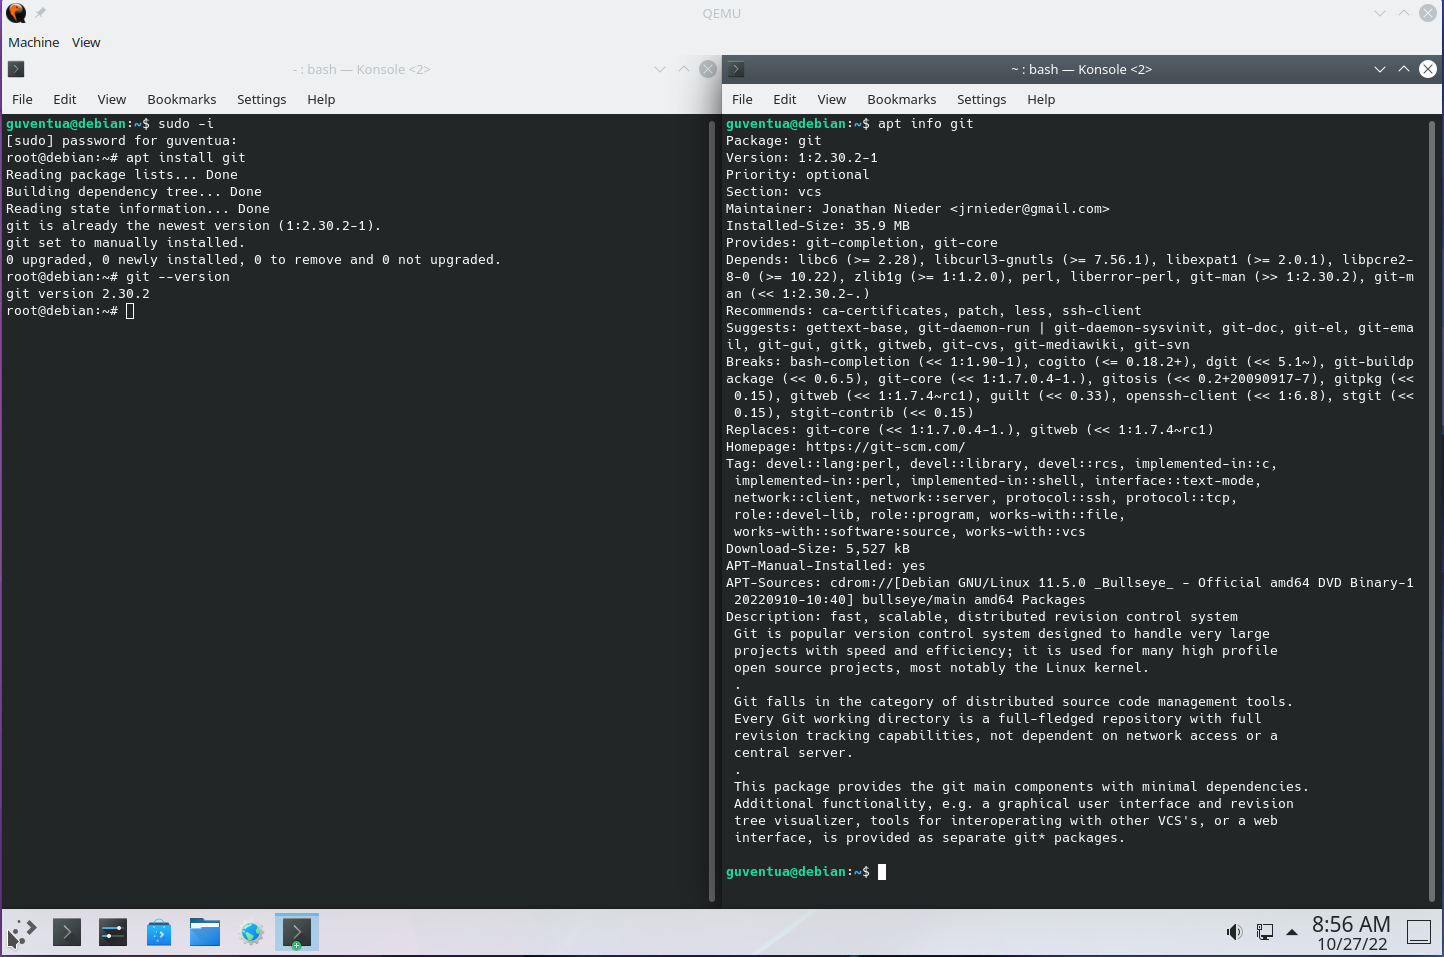 QEMU
Machine View
- : bash — Konsole <2>
File Edit View Bookmarks Settings Help
guventua@debian:~$ sudo -i
[sudo] password for guventua:
root@debian:~# apt install git
Reading package lists... Done
Building dependency tree... Done
Reading state information... Done
git is already the newest version (1:2.30.2-1).
git set to manually installed.
0 upgraded, 0 newly installed, 0 to remove and 0 not upgraded.
root@debian:~# git --version
git version 2.30.2
root@debian:~#
~ : bash — Konsole <2>
File Edit View Bookmarks Settings Help
guventua@debian:~$ apt info git
Package: git
Version: 1:2.30.2-1
Priority: optional
Section: vcs
Maintainer: Jonathan Nieder <jrnieder@gmail.com>
Installed-Size: 35.9 MB
Provides: git-completion, git-core
Depends: libc6 (>= 2.28), libcurl3-gnutls (>= 7.56.1), libexpat1 (>= 2.0.1), libpcre2-
8-0 (>= 10.22), zlib1g (>= 1:1.2.0), perl, liberror-perl, git-man (>> 1:2.30.2), git-m
an (<< 1:2.30.2-.)
Recommends: ca-certificates, patch, less, ssh-client
Suggests: gettext-base, git-daemon-run | git-daemon-sysvinit, git-doc, git-el, git-ema
il, git-gui, gitk, gitweb, git-cvs, git-mediawiki, git-svn
Breaks: bash-completion (<< 1:1.90-1), cogito (<= 0.18.2+), dgit (<< 5.1~), git-buildp
ackage (<< 0.6.5), git-core (<< 1:1.7.0.4-1.), gitosis (<< 0.2+20090917-7), gitpkg (<<
0.15), gitweb (<< 1:1.7.4~rc1), guilt (<< 0.33), openssh-client (<< 1:6.8), stgit (<<
0.15), stgit-contrib (<< 0.15)
Replaces: git-core (<< 1:1.7.0.4-1.), gitweb (<< 1:1.7.4~rc1)
Homepage: https://git-scm.com/
Tag: devel::lang:perl, devel::library, devel::rcs, implemented-in::c,
implemented-in::perl, implemented-in::shell, interface::text-mode,
network::client, network::server, protocol::ssh, protocol::tcp,
role::devel-lib, role::program, works-with::file,
works-with::software:source, works-with::vcs
Download-Size: 5,527 kB
APT-Manual-Installed: yes
APT-Sources: cdrom://[Debian GNU/Linux 11.5.0 _Bullseye_ - Official amd64 DVD Binary-1
20220910-10:40] bullseye/main amd64 Packages
Description: fast, scalable, distributed revision control system
Git is popular version control system designed to handle very large
projects with speed and efficiency; it is used for many high profile
open source projects, most notably the Linux kernel.
.
Git falls in the category of distributed source code management tools.
Every Git working directory is a full-fledged repository with full
revision tracking capabilities, not dependent on network access or a
central server.
.
This package provides the git main components with minimal dependencies.
Additional functionality, e.g. a graphical user interface and revision
tree visualizer, tools for interoperating with other VCS's, or a web
interface, is provided as separate git* packages.
guventua@debian:~$
8:56 AM
10/27/22